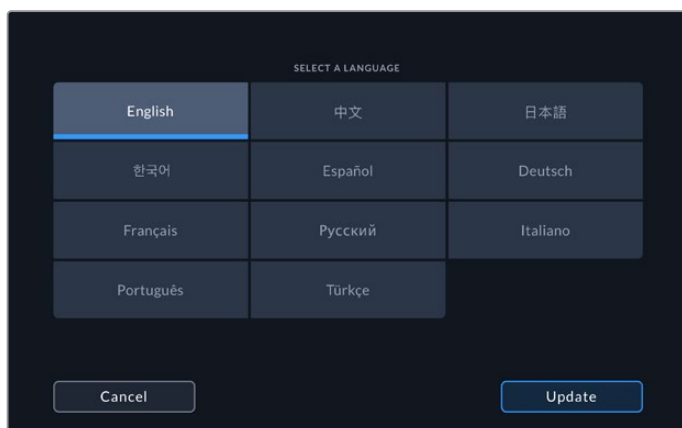 SELECT A LANGUAGE
English
中文
日本語
한국어
Español
Deutsch
Français
Русский
Italiano
Português
Türkçe
Cancel
Update